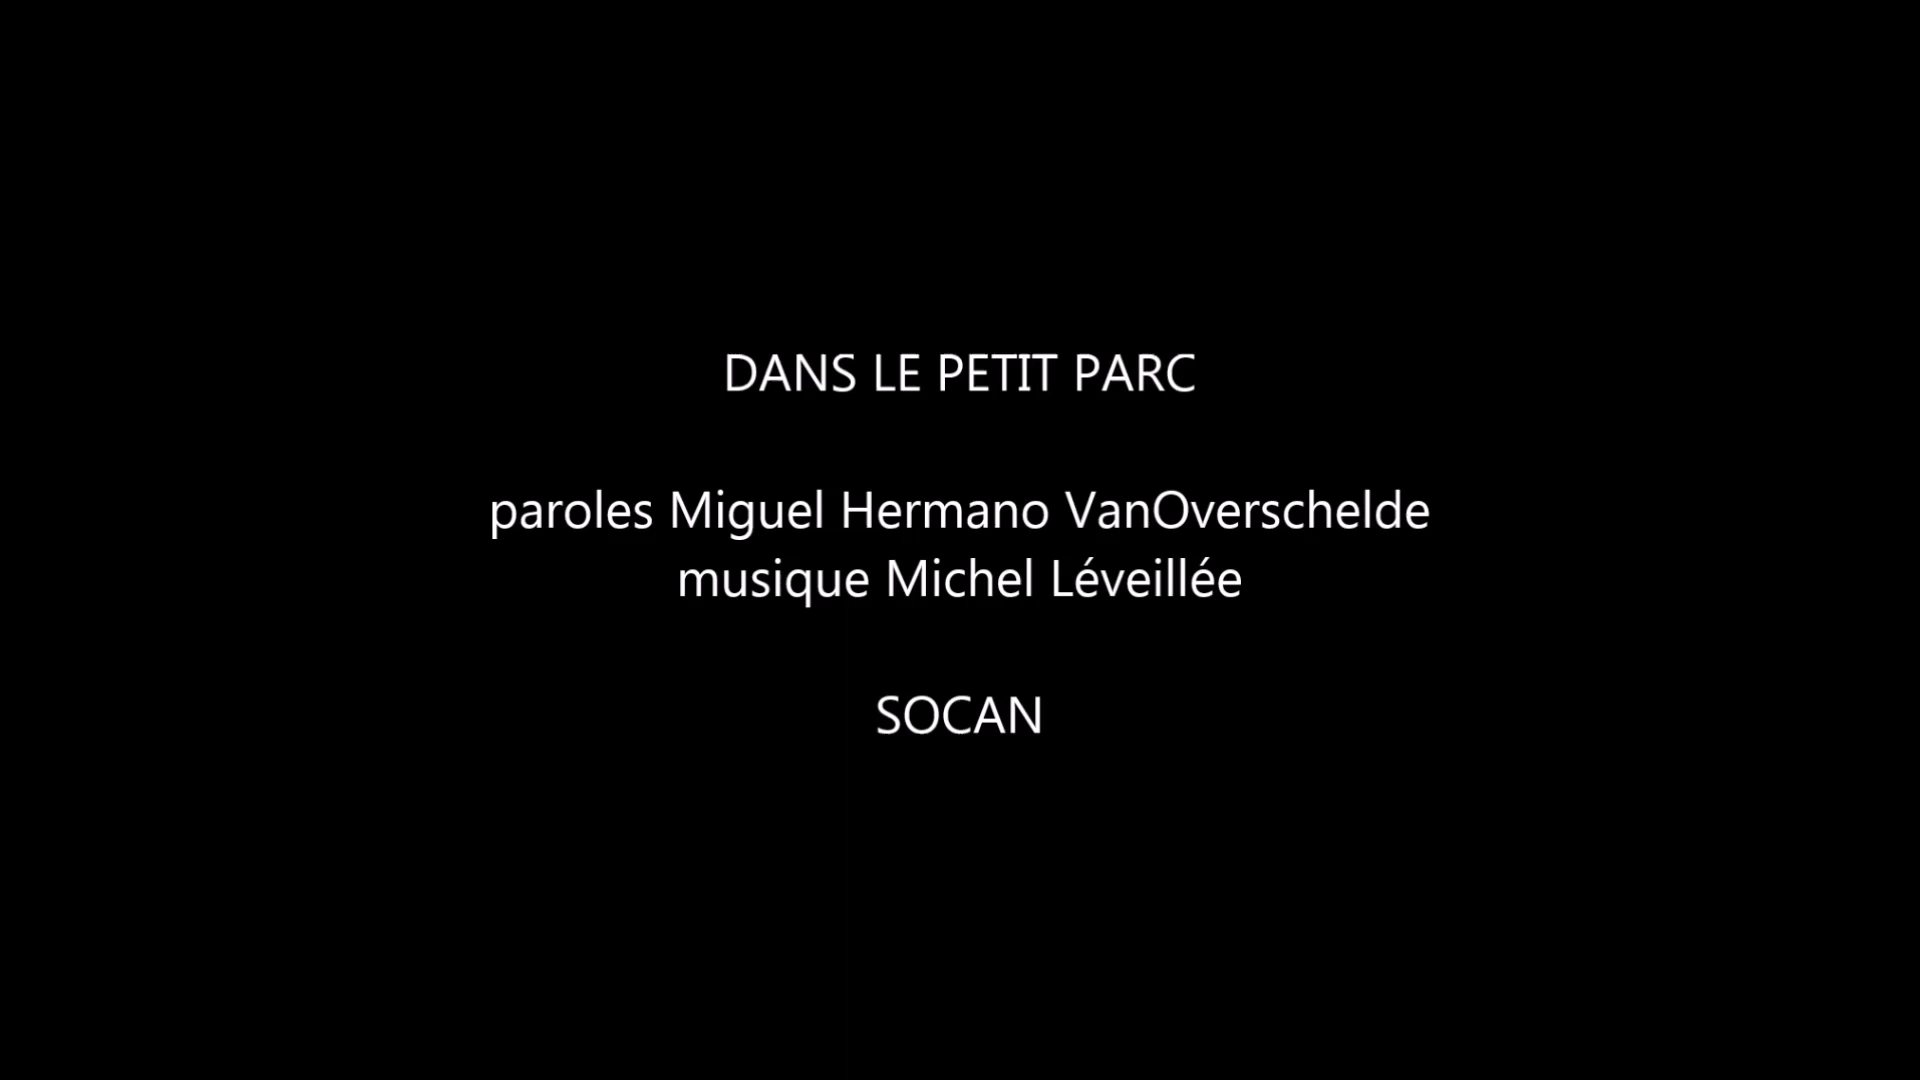 DANS LE PETIT PARC
paroles Miguel Hermano VanOverschelde
musique Michel Léveillée
SOCAN